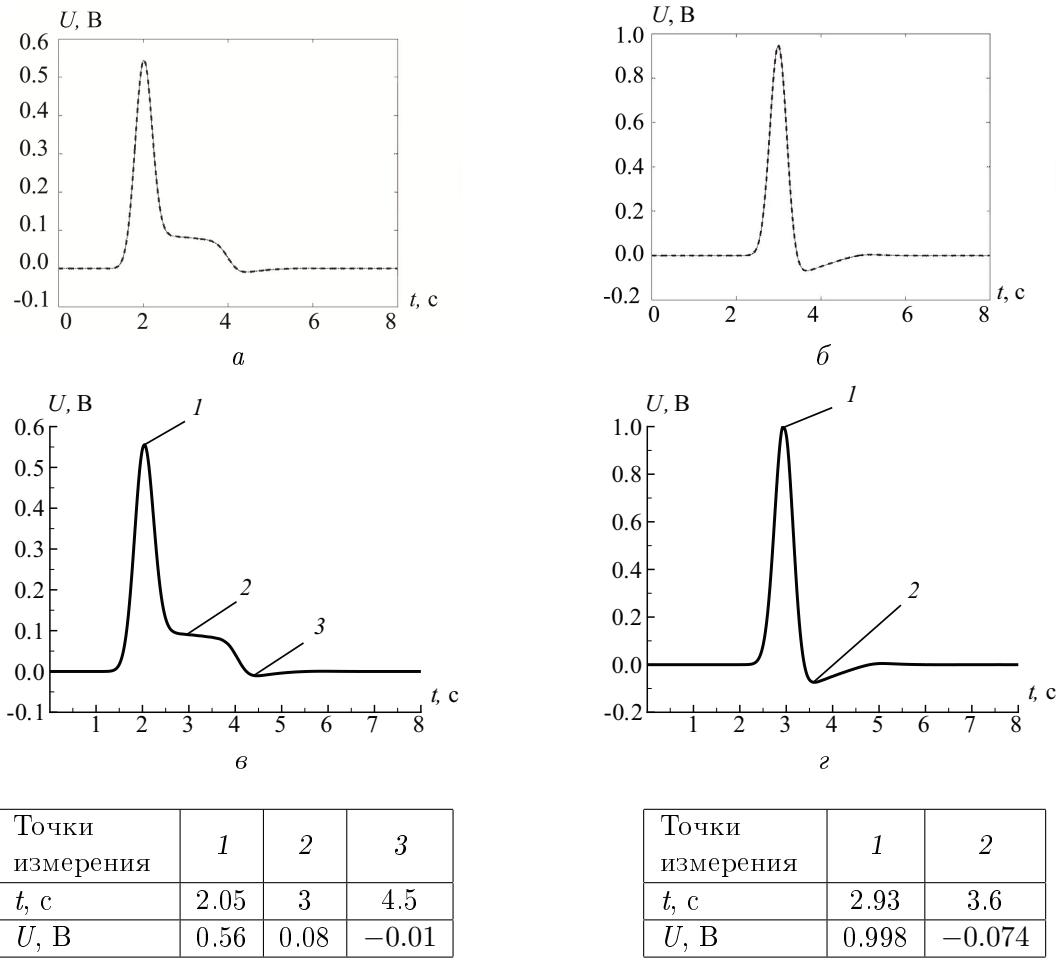 U, В
0.6
0.5
0.4
0.3
0.2
0.1
0.0
-0.1
0 2 4 6 8
t, с
а
U, В
1.0
0.8
0.6
0.4
0.2
0.0
-0.2
0 2 4 6 8
t, с
б
U, В
0.6
0.5
0.4
0.3
0.2
0.1
0.0
-0.1
1
2
3
1 2 3 4 5 6 7 8
t, с
в
U, В
1.0
0.8
0.6
0.4
0.2
0.0
-0.2
1
2
1 2 3 4 5 6 7 8
t, с
г
Точки измерения 1 2 3
t, с 2.05 3 4.5
U, В 0.56 0.08 −0.01
Точки измерения 1 2
t, с 2.93 3.6
U, В 0.998 −0.074